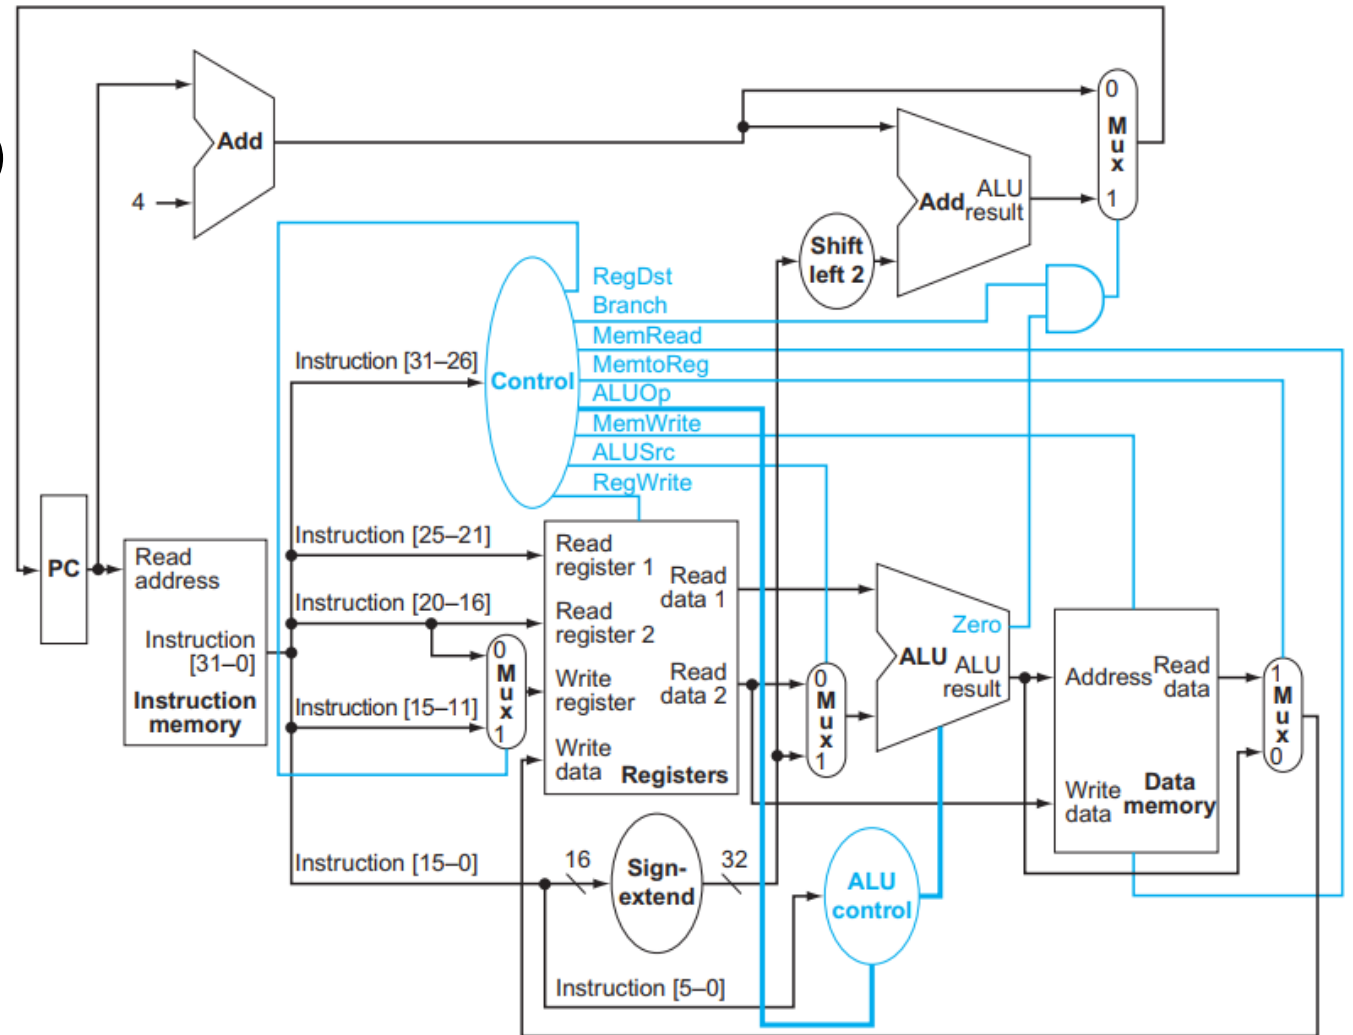 )
Add
4
0
M
u
x
1
Add
ALU
result
Shift
left 2
RegDst
Branch
MemRead
MemtoReg
ALUOp
MemWrite
ALUSrc
RegWrite
Control
Instruction [31–26]
Instruction [25–21]
Instruction [20–16]
Instruction [15–11]
Instruction [15–0]
Instruction [5–0]
PC
Read
address
Instruction
[31–0]
Instruction
memory
0
M
u
x
1
Read
register 1
Read
register 2
Write
register
Write
data
Read
data 1
Read
data 2
Registers
16
Sign-
extend
32
0
M
u
x
1
Zero
ALU
ALU
result
ALU
control
Address
Read
data
Write
data
Data
memory
1
M
u
x
0